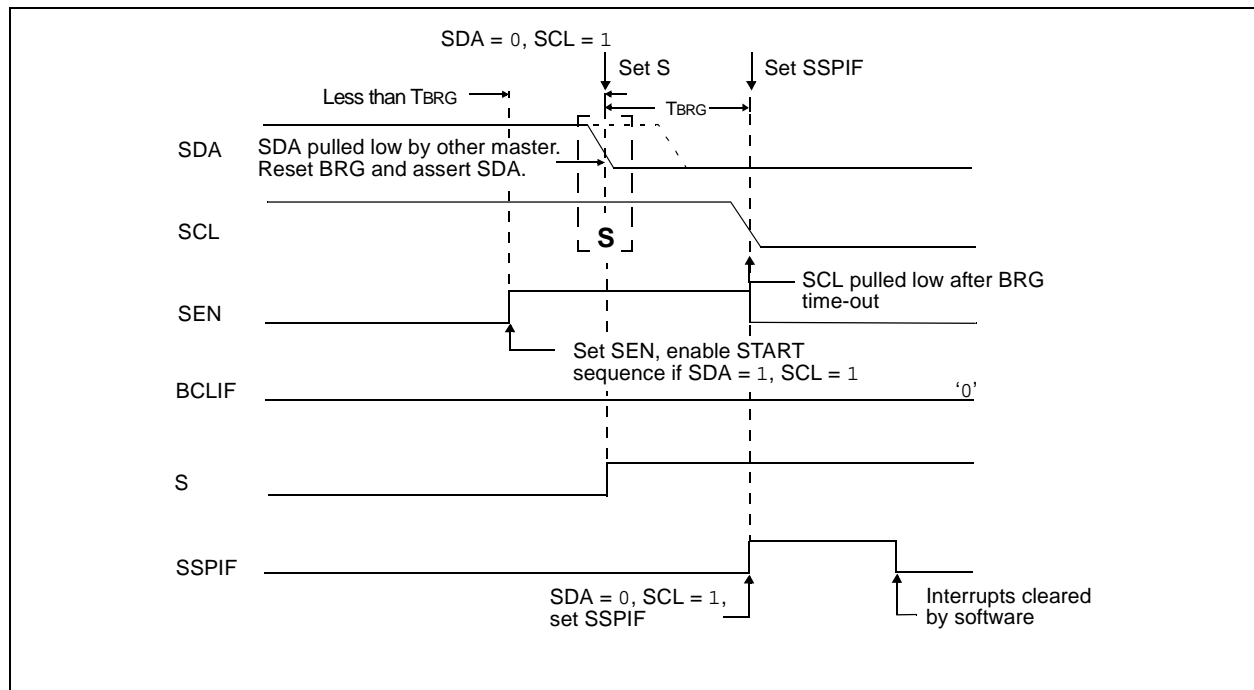 SDA = 0, SCL = 1
Set S
Set SSPIF
Less than TBRG
TBRG
SDA
SDA pulled low by other master.
Reset BRG and assert SDA.
SCL
S
SCL pulled low after BRG
time-out
SEN
Set SEN, enable START
sequence if SDA = 1, SCL = 1
BCLIF
‘0’
S
SSPIF
SDA = 0, SCL = 1,
set SSPIF
Interrupts cleared
by software